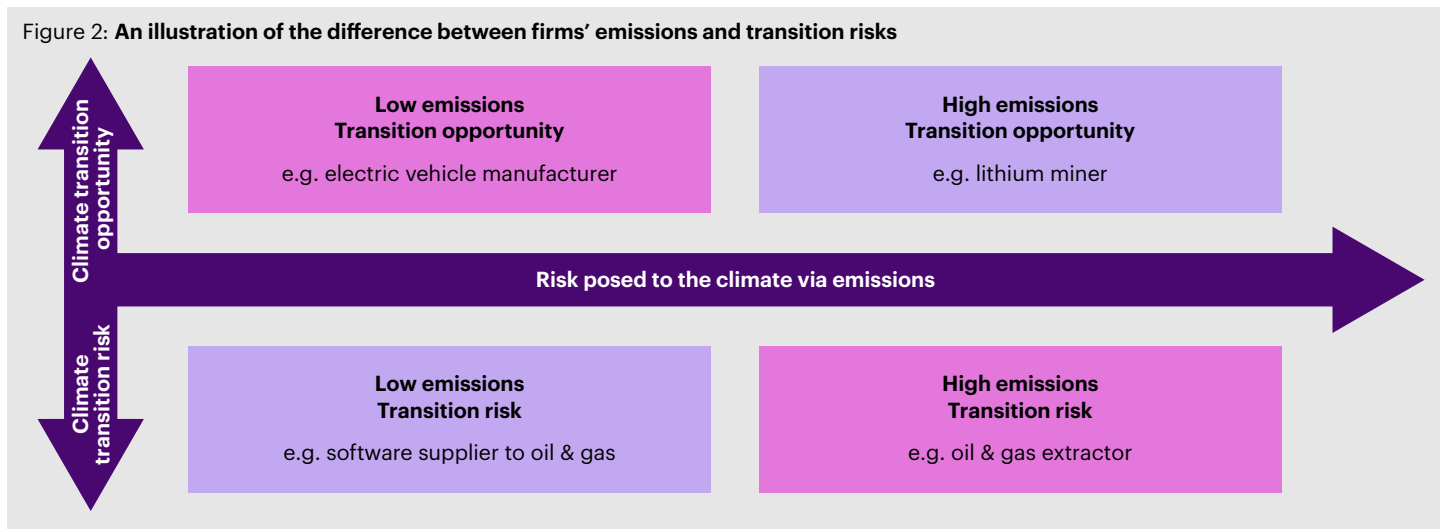 Figure 2: An illustration of the difference between firms’ emissions and transition risks
Climate transition
opportunity
Low emissions
Transition opportunity
e.g. electric vehicle manufacturer
High emissions
Transition opportunity
e.g. lithium miner
Risk posed to the climate via emissions
Climate
transition risk
Low emissions
Transition risk
e.g. software supplier to oil & gas
High emissions
Transition risk
e.g. oil & gas extractor